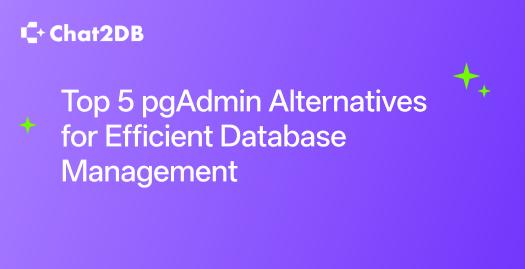 Chat2DB
Top 5 pgAdmin Alternatives
for Efficient Database
Management